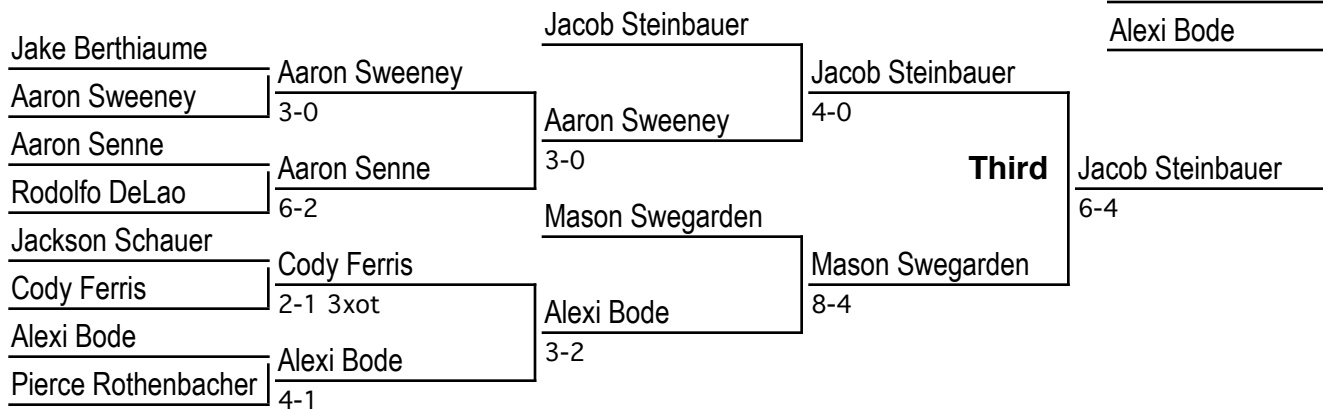 Jake Berthiaume
Aaron Sweeney
Aaron Senne
Rodolfo DeLao
Jackson Schauer
Cody Ferris
Alexi Bode
Pierce Rothenbacher
Aaron Sweeney
3-0
Aaron Senne
6-2
Cody Ferris
2-1 3xot
Alexi Bode
4-1
Jacob Steinbauer
Aaron Sweeney
3-0
Mason Swegarden
Alexi Bode
3-2
Jacob Steinbauer
4-0
Third
Mason Swegarden
8-4
Alexi Bode
Jacob Steinbauer
6-4